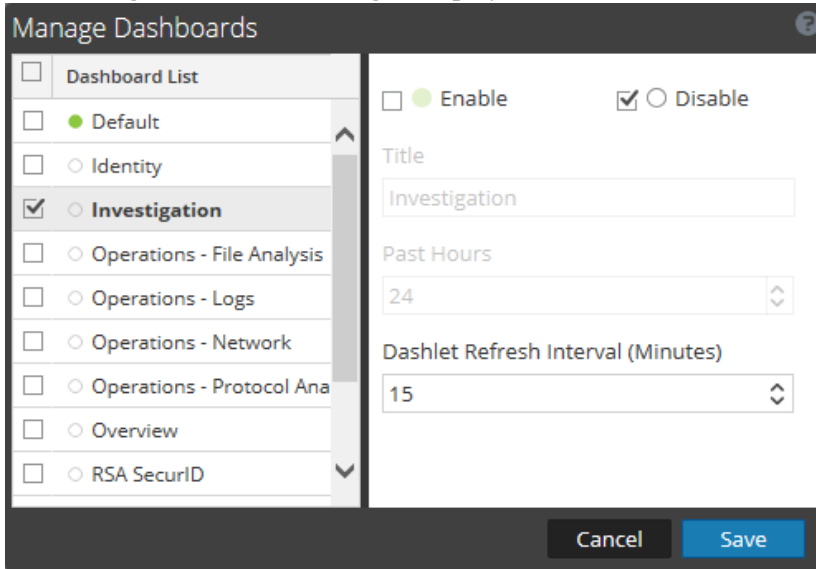 Manage Dashboards
?
Dashboard List
Default
Identity
Investigation
Operations - File Analysis
Operations - Logs
Operations - Network
Operations - Protocol Ana
Overview
RSA SecurID
Enable
Disable
Title
Investigation
Past Hours
24
Dashlet Refresh Interval (Minutes)
15
Cancel
Save